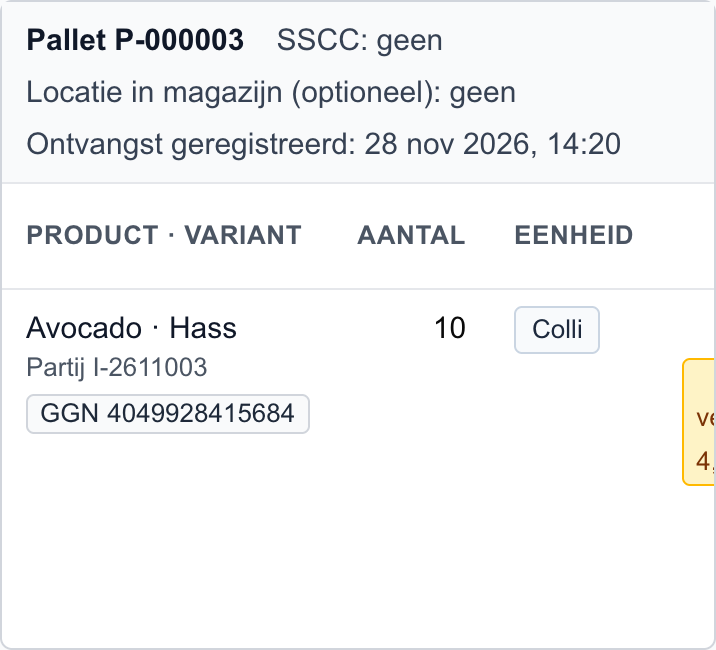 Pallet P-000003 SSCC: geen
Locatie in magazijn (optioneel): geen
Ontvangst geregistreerd: 28 nov 2026, 14:20
PRODUCT · VARIANT AANTAL EENHEID
Avocado · Hass 10 Colli
Partij I-2611003
GGN 4049928415684